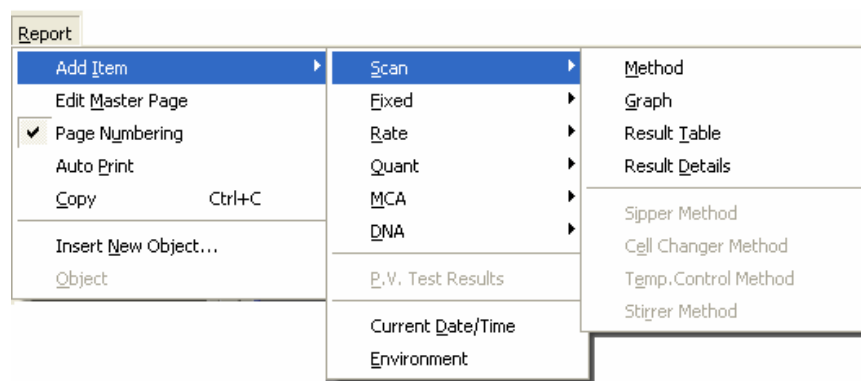 Report
Add Item
Edit Master Page
Page Numbering
Auto Print
Copy Ctrl+C
Insert New Object...
Object
Scan
Fixed
Rate
Quant
MCA
DNA
P.V. Test Results
Current Date/Time
Environment
Method
Graph
Result Table
Result Details
Sipper Method
Cell Changer Method
Temp.Control Method
Stirrer Method